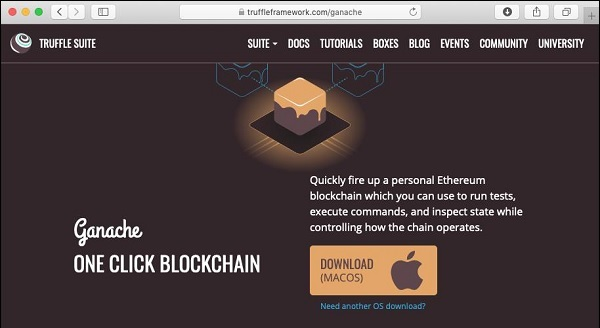 truffleframework.com/ganache
TRUFFLE SUITE
SUITE DOCS TUTORIALS BOXES BLOG EVENTS COMMUNITY UNIVERSITY
Quickly fire up a personal Ethereum
blockchain which you can use to run tests,
execute commands, and inspect state while
controlling how the chain operates.
Ganache
ONE CLICK BLOCKCHAIN
DOWNLOAD
(MACOS)
Need another OS download?